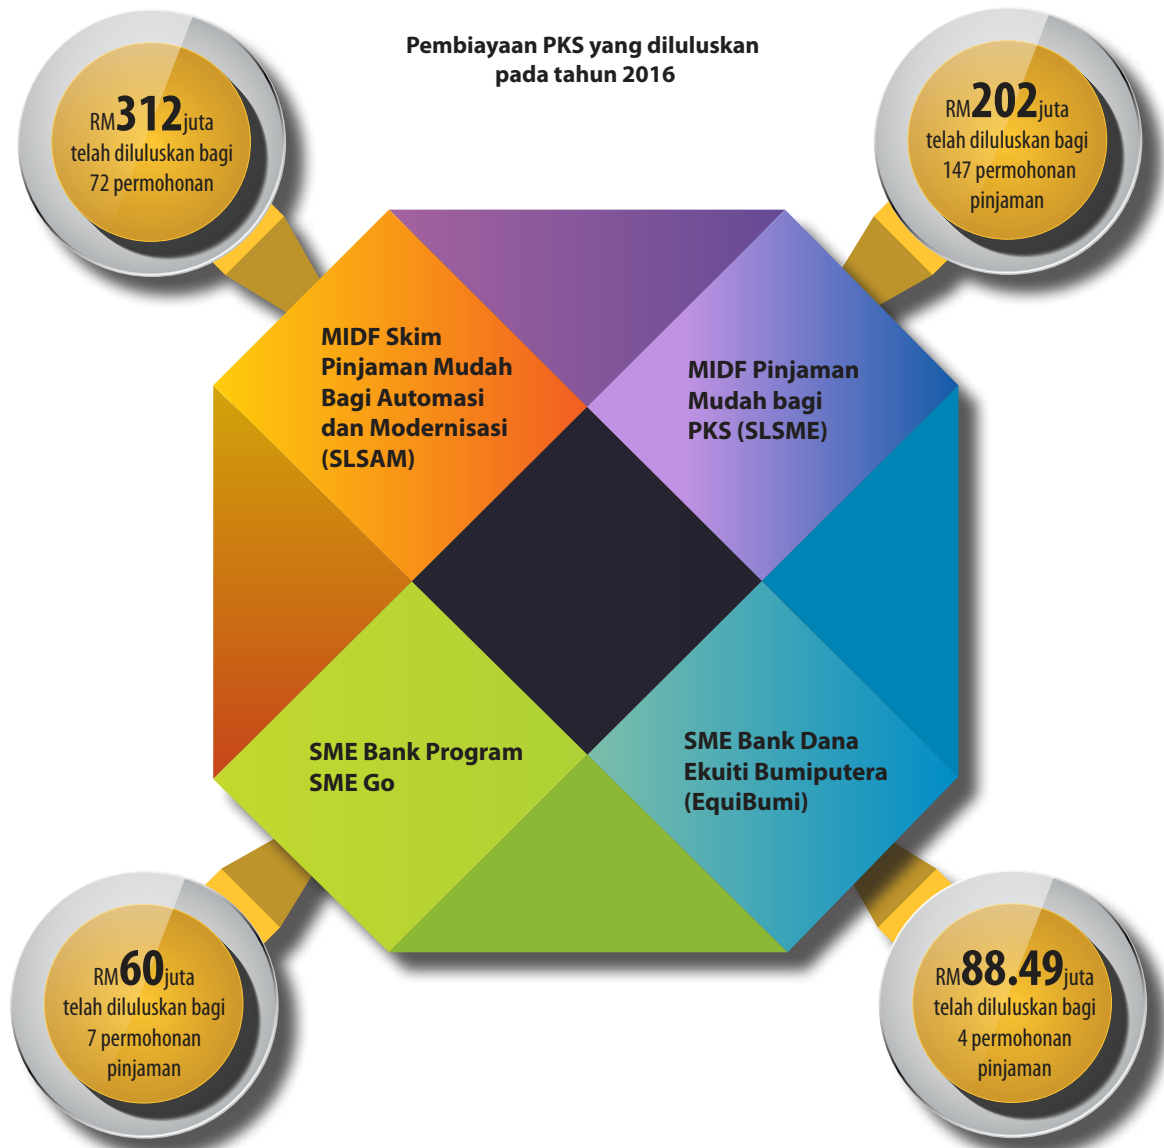 Pembiayaan PKS yang diluluskan
pada tahun 2016
RM312juta
telah diluluskan bagi
72 permohonan
RM202juta
telah diluluskan bagi
147 permohonan
pinjaman
MIDF Skim
Pinjaman Mudah
Bagi Automasi
dan Modernisasi
(SLSAM)
MIDF Pinjaman
Mudah bagi
PKS (SLSME)
SME Bank Program
SME Go
SME Bank Dana
Ekuiti Bumiputera
(EquiBumi)
RM60juta
telah diluluskan bagi
7 permohonan
pinjaman
RM88.49juta
telah diluluskan bagi
4 permohonan
pinjaman